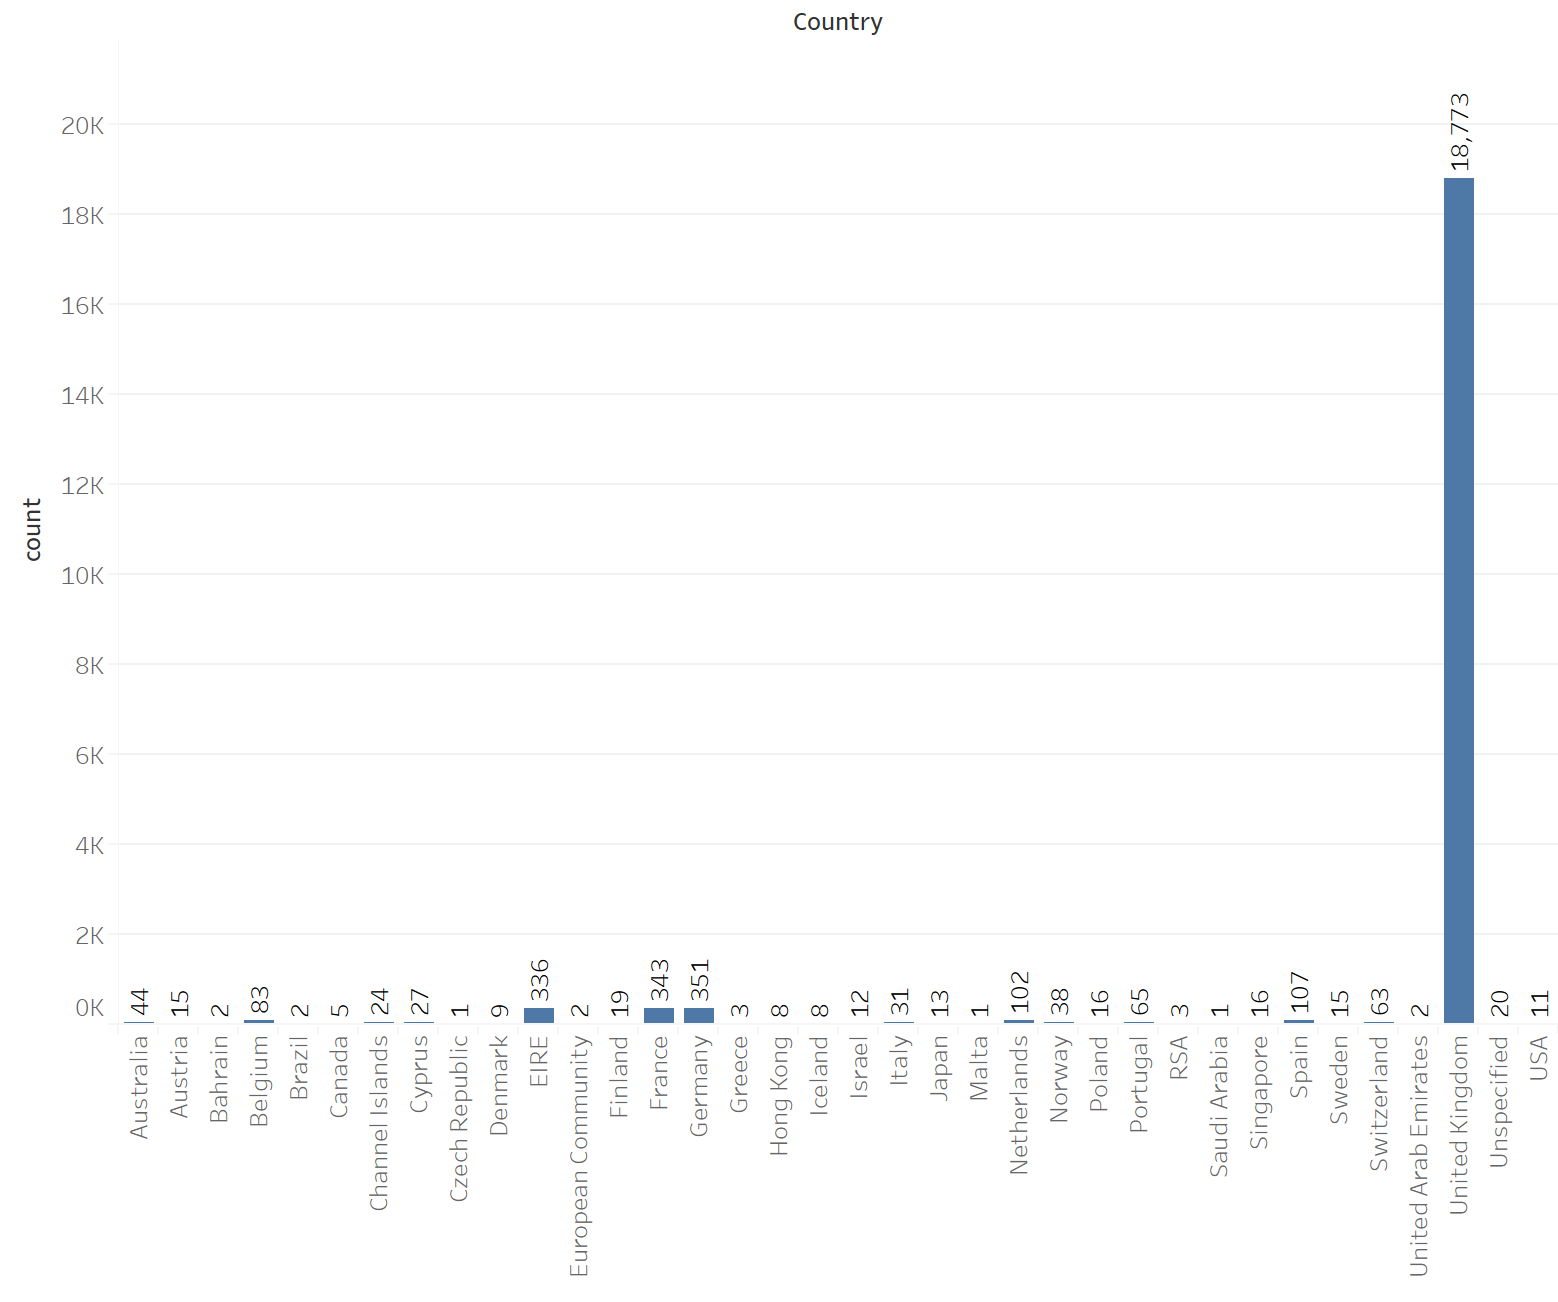 Country
count
20K
18K
16K
14K
12K
10K
8K
6K
4K
2K
0K
44
15
2
83
2
5
24
27
1
9
336
2
19
343
351
3
8
8
12
31
13
1
102
38
16
65
3
1
16
107
15
63
2
18,773
20
11
Australia
Austria
Bahrain
Belgium
Brazil
Canada
Channel Islands
Cyprus
Czech Republic
Denmark
EIRE
European Community
Finland
France
Germany
Greece
Hong Kong
Iceland
Israel
Italy
Japan
Malta
Netherlands
Norway
Poland
Portugal
RSA
Saudi Arabia
Singapore
Spain
Sweden
Switzerland
United Arab Emirates
United Kingdom
Unspecified
USA